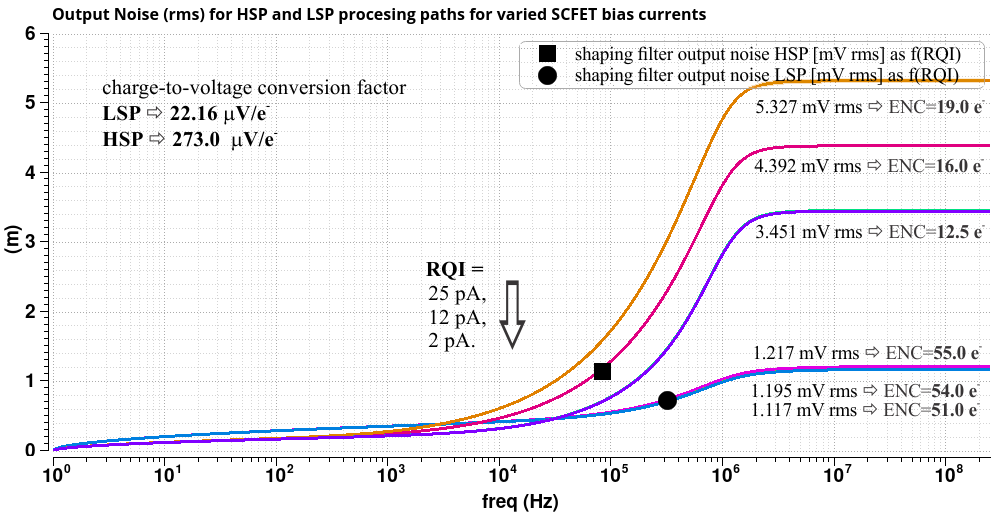 Output Noise (rms) for HSP and LSP procesing paths for varied SCFET bias currents
6
shaping filter output noise HSP [mV rms] as f(RQI)
shaping filter output noise LSP [mV rms] as f(RQI)
charge-to-voltage conversion factor
LSP ⇨ 22.16 μV/e⁻
HSP ⇨ 273.0 μV/e⁻
5
5.327 mV rms ⇨ ENC=19.0 e⁻
4
4.392 mV rms ⇨ ENC=16.0 e⁻
3
3.451 mV rms ⇨ ENC=12.5 e⁻
(m)
RQI =
25 pA,
12 pA,
2 pA.
2
1.217 mV rms ⇨ ENC=55.0 e⁻
1
1.195 mV rms ⇨ ENC=54.0 e⁻
1.117 mV rms ⇨ ENC=51.0 e⁻
0
10⁰ 10¹ 10² 10³ 10⁴ 10⁵ 10⁶ 10⁷ 10⁸
freq (Hz)